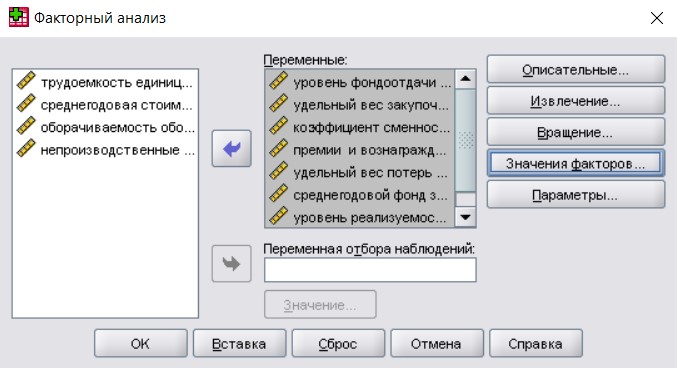 Факторный анализ
Переменные:
трудоемкость единиц...
среднегодовая стоим...
оборачиваемость обо...
непроизводственные ...
уровень фондоотдачи ...
удельный вес закупоч...
коэффициент сменнос...
премии и вознагражд...
удельный вес потерь ...
среднегодовой фонд з...
уровень реализуемос...
Описательные...
Извлечение...
Вращение...
Значения факторов...
Параметры...
Переменная отбора наблюдений:
Значение...
ОК
Вставка
Сброс
Отмена
Справка